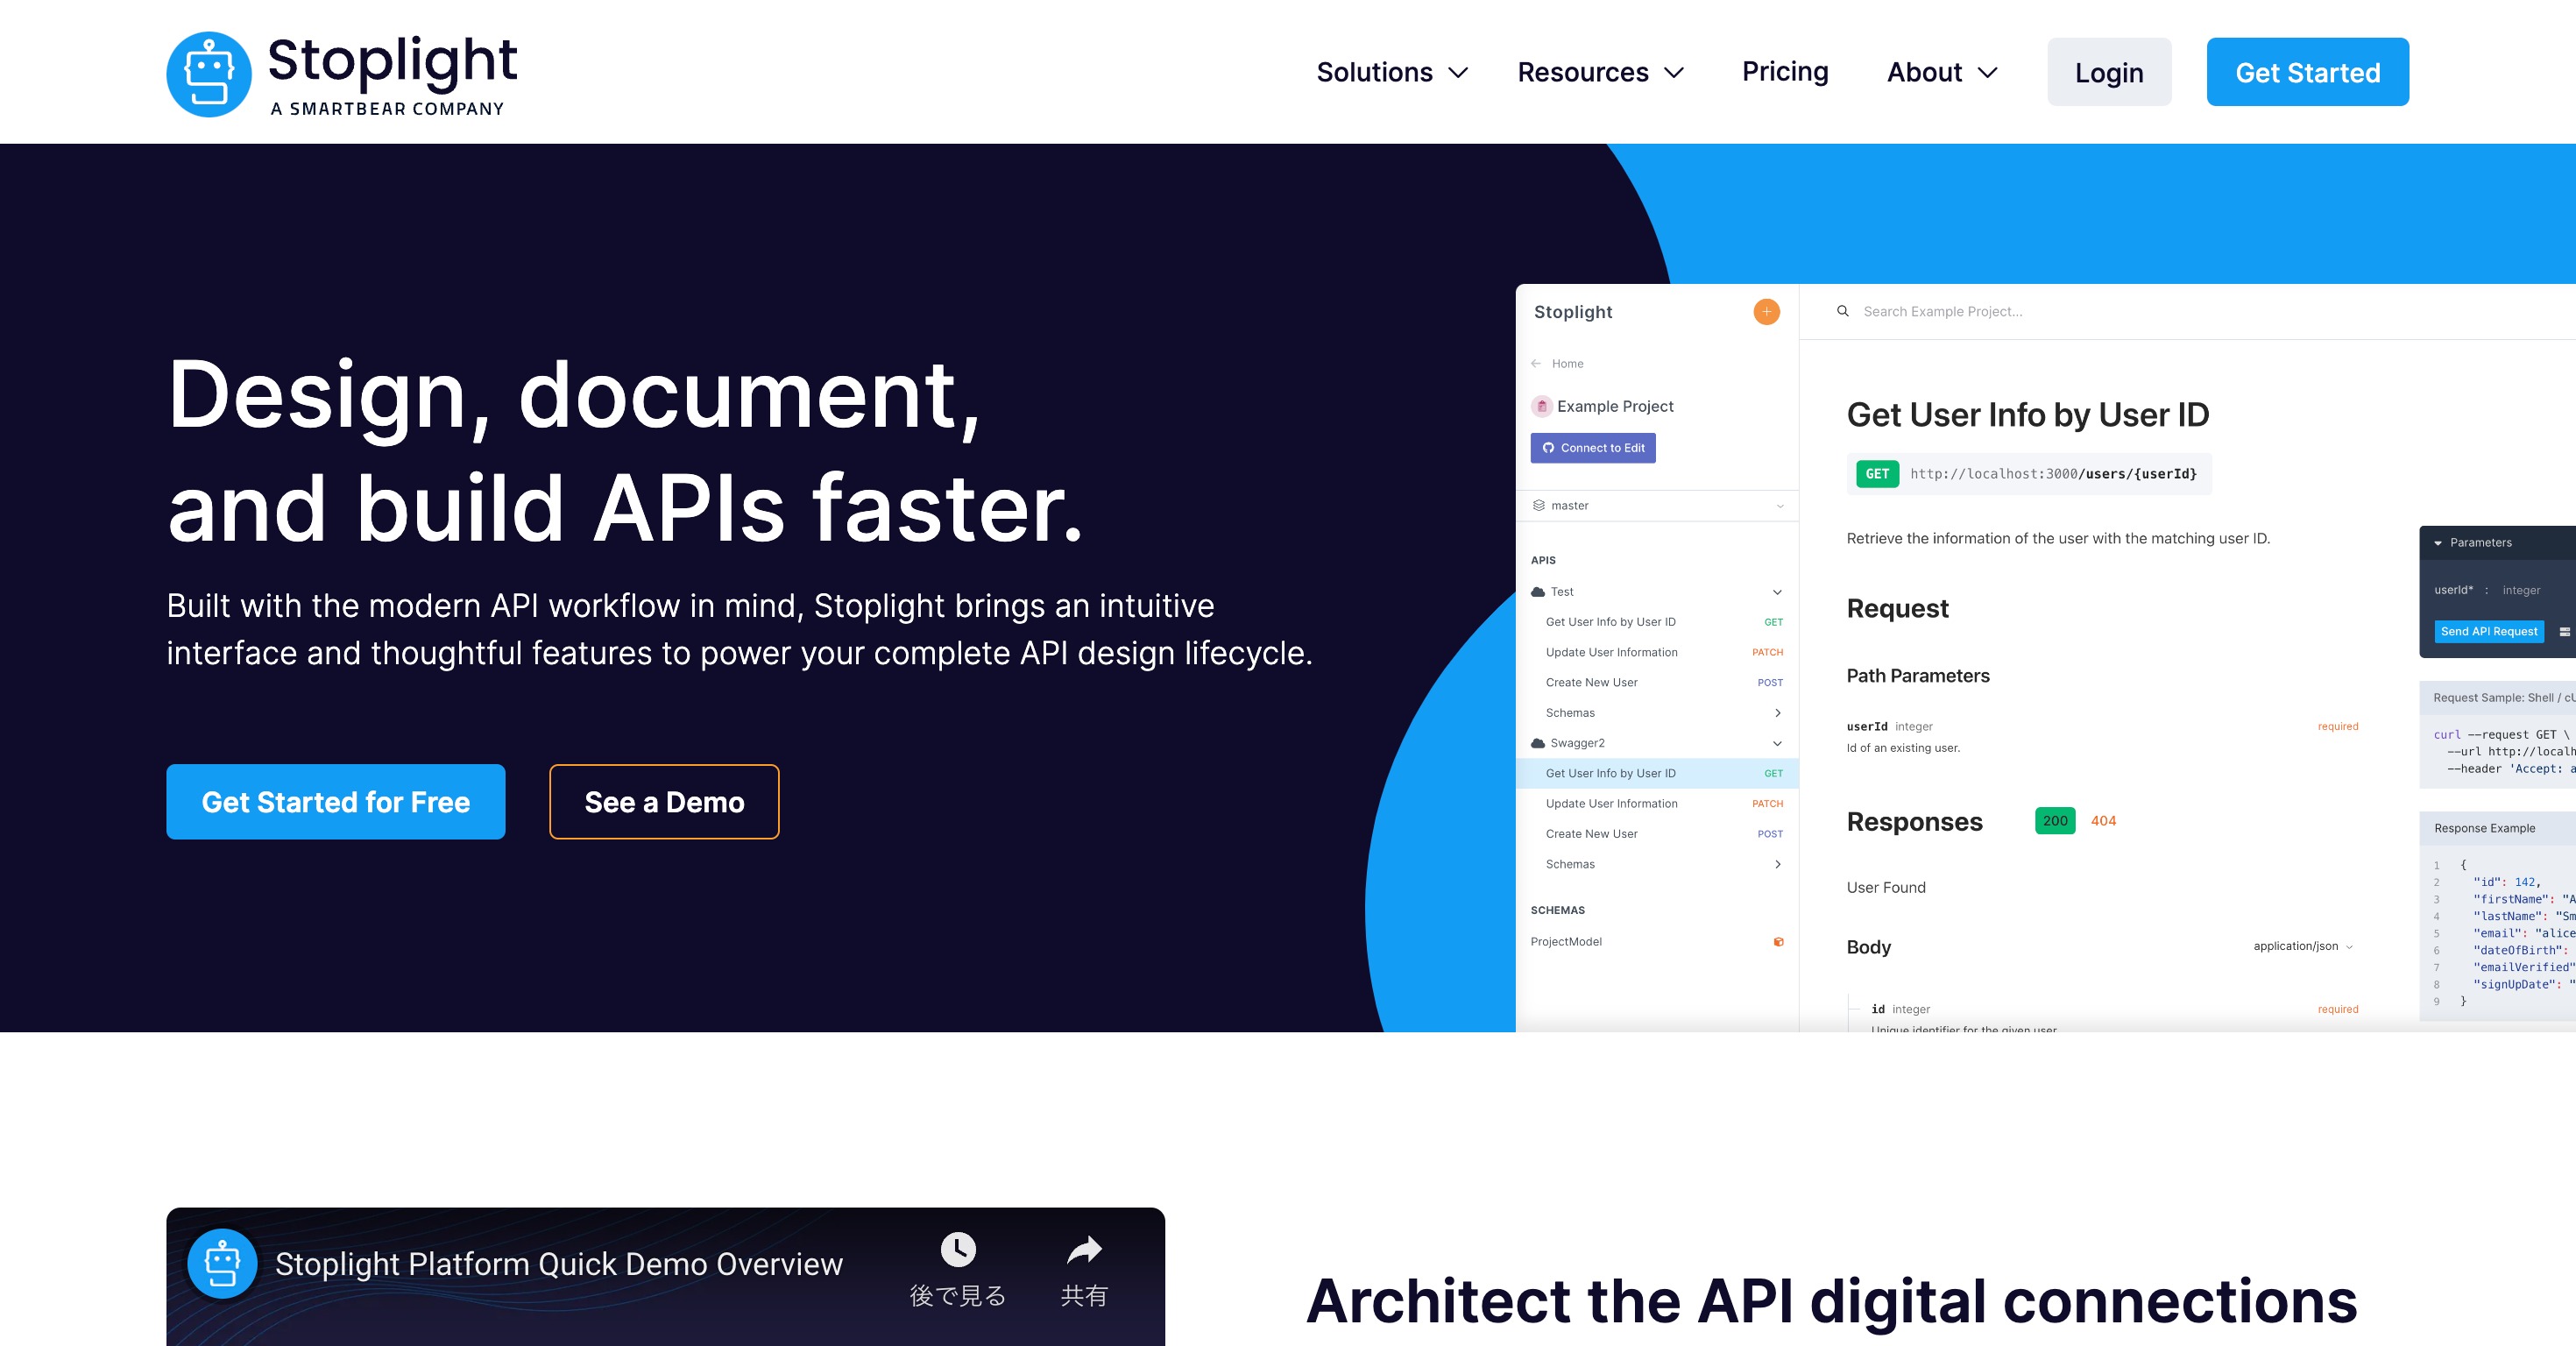 Stoplight
A SMARTBEAR COMPANY
Solutions
Resources
Pricing
About
Login
Get Started
Design, document,
and build APIs faster.
Built with the modern API workflow in mind, Stoplight brings an intuitive
interface and thoughtful features to power your complete API design lifecycle.
Get Started for Free
See a Demo
Stoplight
Home
Example Project
Connect to Edit
master
APIS
Test
Get User Info by User ID GET
Update User Information PATCH
Create New User POST
Schemas
Swagger2
Get User Info by User ID GET
Update User Information PATCH
Create New User POST
Schemas
SCHEMAS
ProjectModel
Search Example Project...
Get User Info by User ID
GET http://localhost:3000/users/{userId}
Retrieve the information of the user with the matching user ID.
Request
Path Parameters
userId integer required
Id of an existing user.
Responses 200 404
User Found
Body application/json
id integer required
Unique identifier for the given user
Parameters
userId* : integer
Send API Request
Request Sample: Shell /
curl --request GET \
--url http://localh
--header 'Accept: a
Response Example
1 {
2 "id": 142,
3 "firstName": "A
4 "lastName": "Sm
5 "email": "alice
6 "dateOfBirth":
7 "emailVerified"
8 "signUpDate": "
9 }
Stoplight Platform Quick Demo Overview
後で見る
共有
Architect the API digital connections